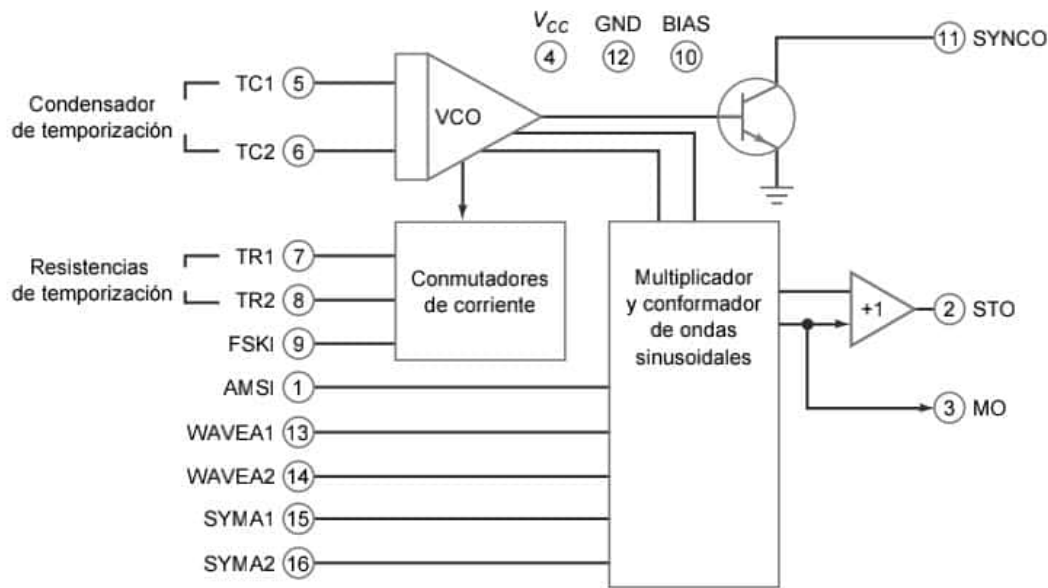 VCC
4
GND
12
BIAS
10
11 SYNCO
Condensador
de temporización
TC1 5
TC2 6
VCO
Resistencias
de temporización
TR1 7
TR2 8
FSKI 9
Conmutadores
de corriente
Multiplicador
y conformador
de ondas
sinusoidales
+1
2 STO
3 MO
AMSI 1
WAVEA1 13
WAVEA2 14
SYMA1 15
SYMA2 16